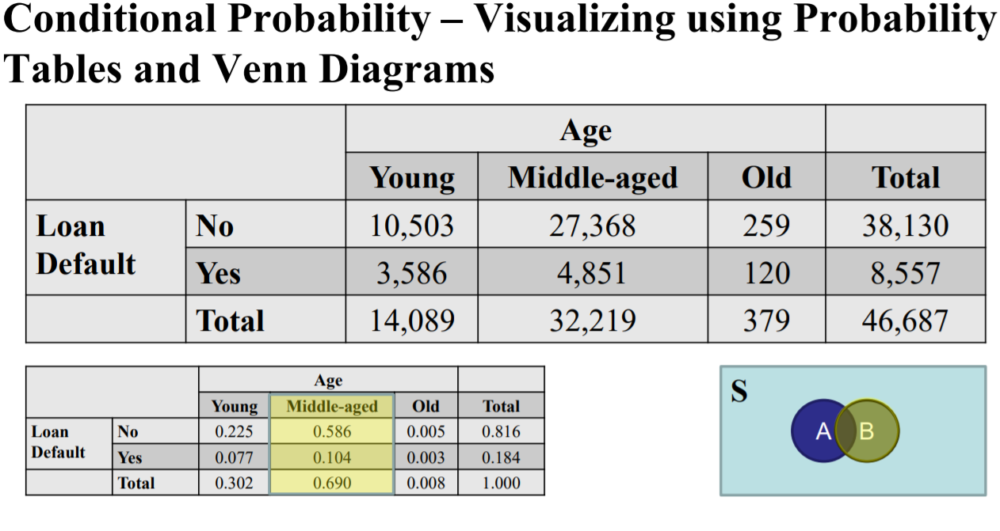 Conditional Probability – Visualizing using Probability
Tables and Venn Diagrams
Age
Young Middle-aged Old Total
Loan Default No 10,503 27,368 259 38,130
Yes 3,586 4,851 120 8,557
Total 14,089 32,219 379 46,687
Age
Young Middle-aged Old Total
Loan Default No 0.225 0.586 0.005 0.816
Yes 0.077 0.104 0.003 0.184
Total 0.302 0.690 0.008 1.000
S
A B